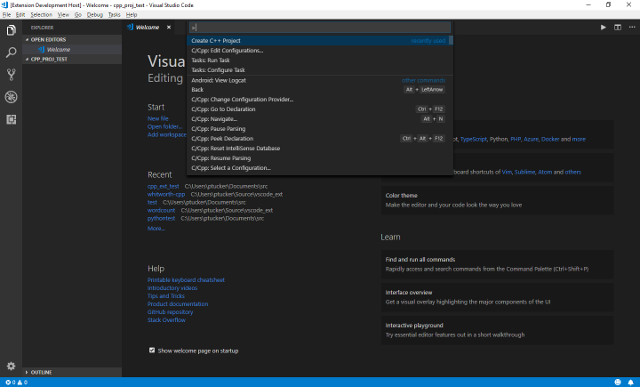 [Extension Development Host] - Welcome - cpp_proj_test - Visual Studio Code
File Edit Selection View Go Debug Tasks Help
EXPLORER
OPEN EDITORS
Welcome
CPP_PROJ_TEST
OUTLINE
Welcome
>
Create C++ Project recently used
C/Cpp: Edit Configurations...
Tasks: Run Task
Tasks: Configure Task
Android: View Logcat other commands
Back Alt + LeftArrow
C/Cpp: Change Configuration Provider...
C/Cpp: Go to Declaration Ctrl + F12
C/Cpp: Navigate... Alt + N
C/Cpp: Pause Parsing
C/Cpp: Peek Declaration Ctrl + Alt + F12
C/Cpp: Reset IntelliSense Database
C/Cpp: Resume Parsing
C/Cpp: Select a Configuration...
Visua
Editing
Start
New file
Open folder...
Add workspace
Recent
cpp_ext_test C:\Users\ptucker\Documents\src
whitworth-cpp C:\Users\ptucker\Source\vscode_ext
test C:\Users\ptucker\Documents\src
wordcount C:\Users\ptucker\Source\vscode_ext
pythontest C:\Users\ptucker\Documents\src
More...
Help
Printable keyboard cheatsheet
Introductory videos
Tips and Tricks
Product documentation
GitHub repository
Stack Overflow
Show welcome page on startup
t, TypeScript, Python, PHP, Azure, Docker and more
board shortcuts of Vim, Sublime, Atom and others
Color theme
Make the editor and your code look the way you love
Learn
Find and run all commands
Rapidly access and search commands from the Command Palette (Ctrl+Shift+P)
Interface overview
Get a visual overlay highlighting the major components of the UI
Interactive playground
Try essential editor features out in a short walkthrough
0 0